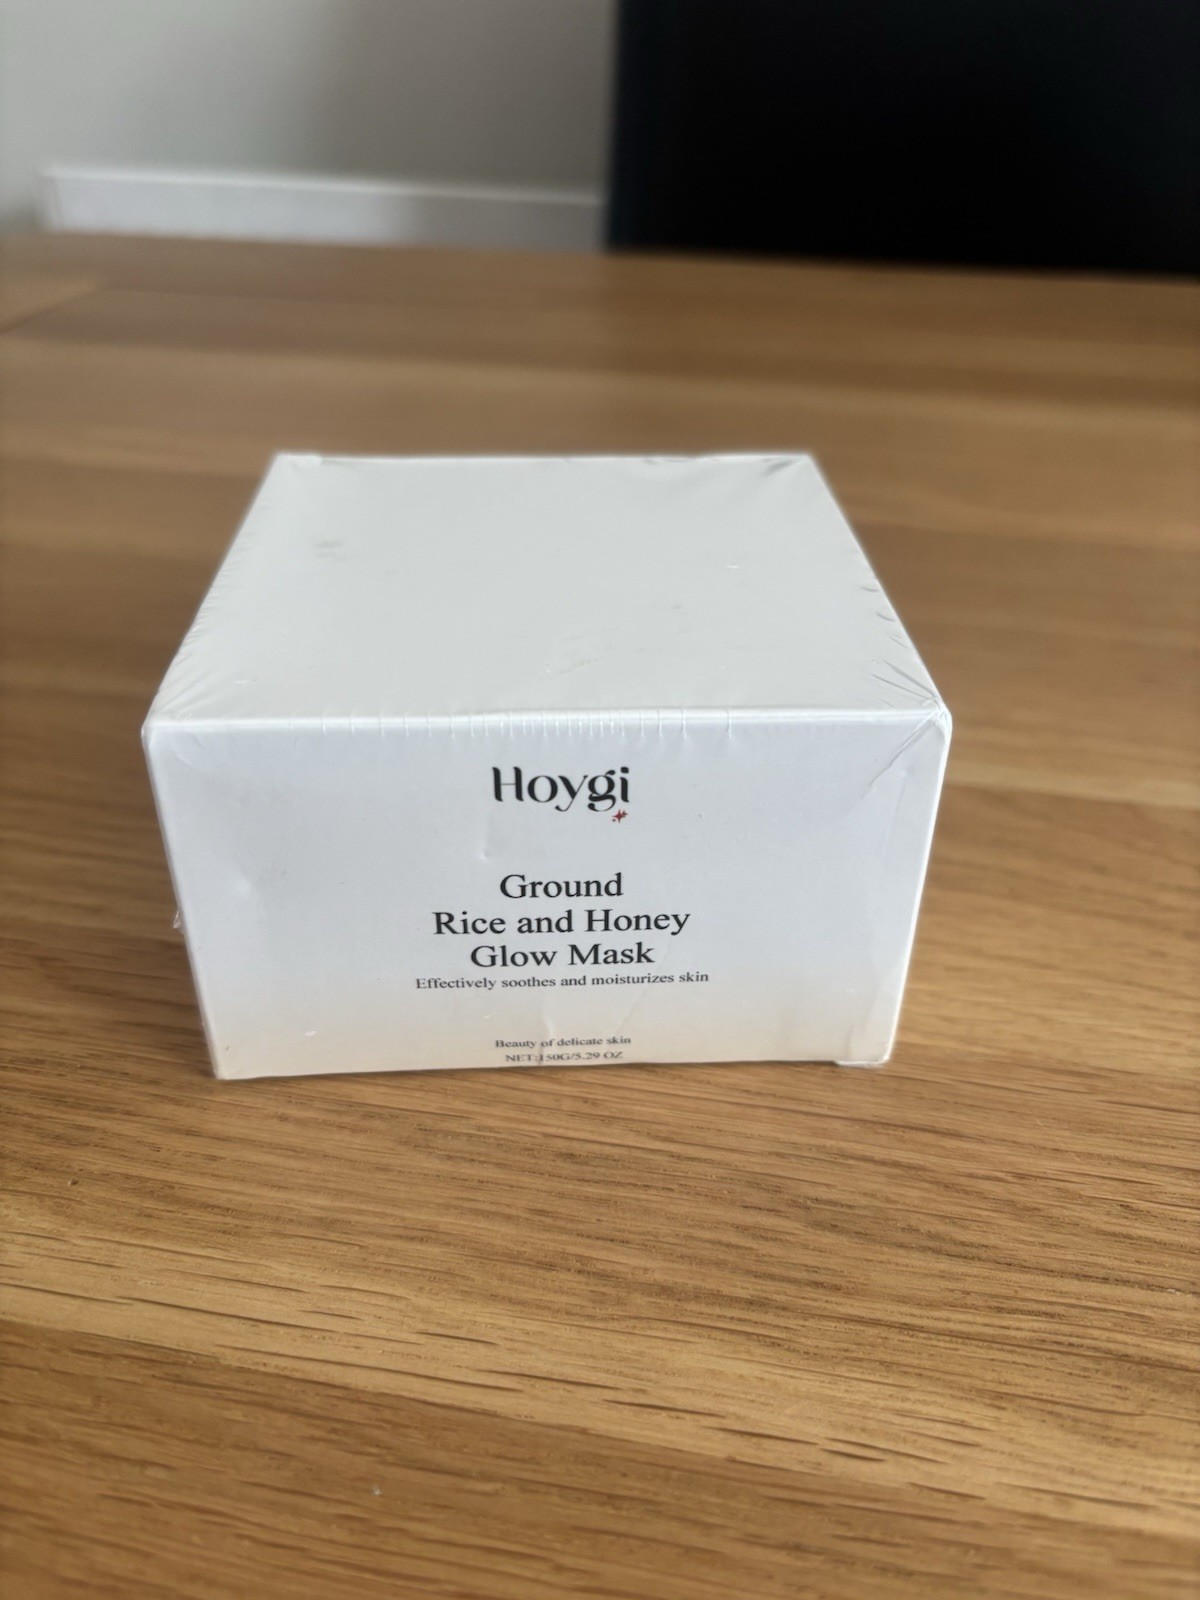 Hoygi
Ground
Rice and Honey
Glow Mask
Effectively soothes and moisturizes skin
Beauty of delicate skin
NET:150G/5.29 OZ